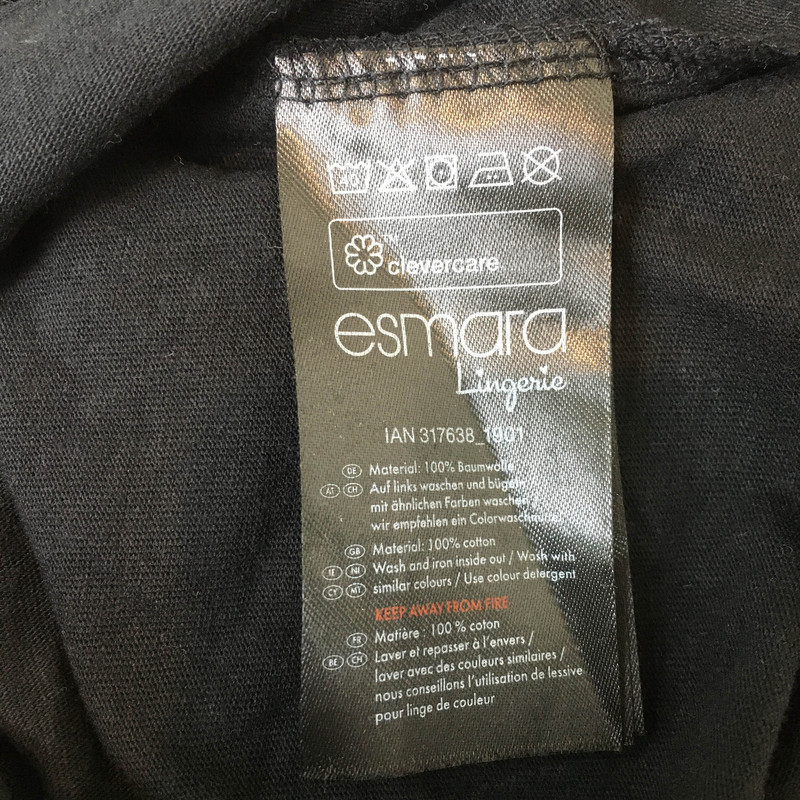 clevercare
esmara
Lingerie
IAN 317638_1901
DE Material: 100% Baumwolle
AT CH Auf links waschen und bügeln
mit ähnlichen Farben waschen
wir empfehlen ein
GB Material: 100% cotton
IE NI Wash and iron inside out / Wash with
CY MT similar colours / Use colour detergent
KEEP AWAY FROM FIRE
FR Matière : 100 % coton
BE CH Laver et repasser à l'envers /
laver avec des couleurs similaires /
nous conseillons l'utilisation de lessive
pour linge de couleur